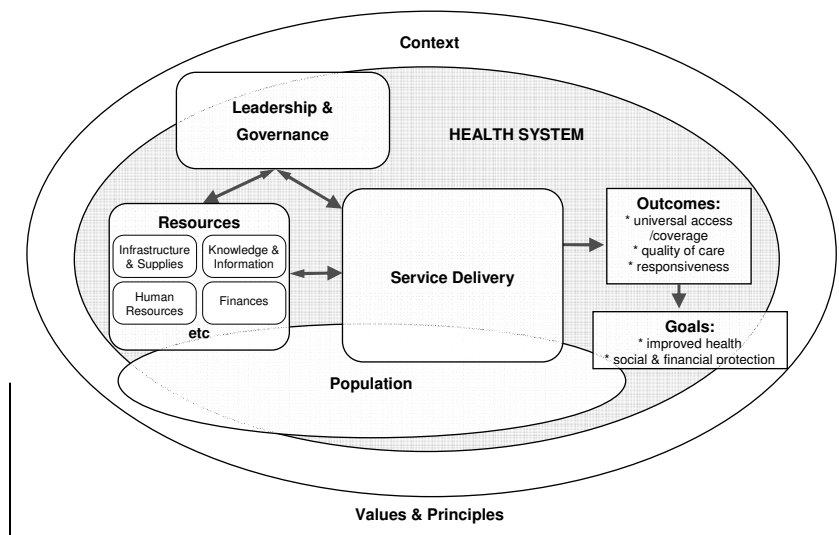 Context
Leadership &
Governance
HEALTH SYSTEM
Resources
Infrastructure
& Supplies
Knowledge &
Information
Human
Resources
Finances
etc
Service Delivery
Outcomes:
* universal access
/coverage
* quality of care
* responsiveness
Goals:
* improved health
* social & financial protection
Population
Values & Principles